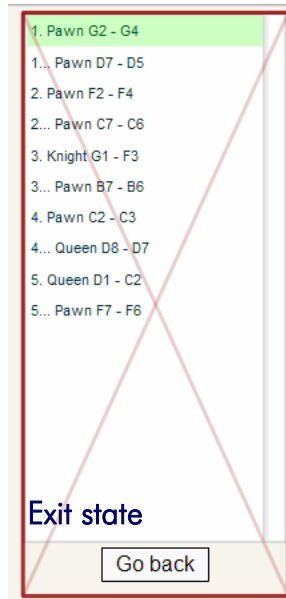 1. Pawn G2 - G4
1... Pawn D7 - D5
2. Pawn F2 - F4
2... Pawn C7 - C6
3. Knight G1 - F3
3... Pawn B7 - B6
4. Pawn C2 - C3
4... Queen D8 - D7
5. Queen D1 - C2
5... Pawn F7 - F6
Exit state
Go back